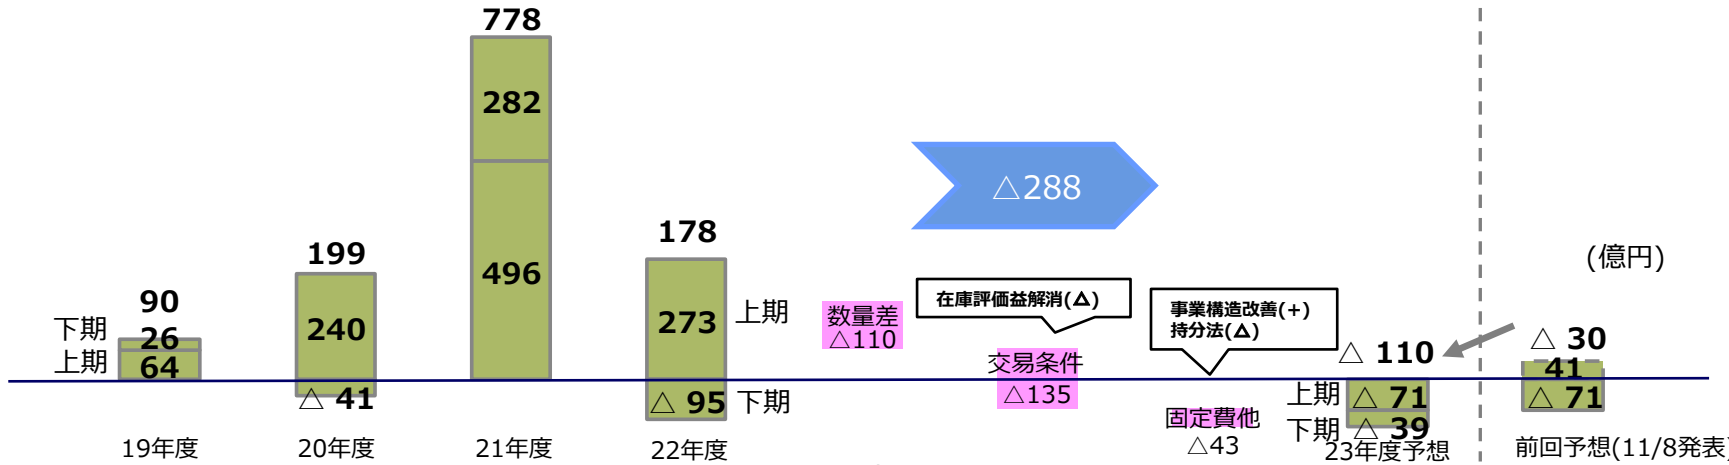 778
282
496
△288
178
273
上期
△ 95
下期
199
240
△ 41
90
下期
26
上期
64
(億円)
在庫評価益解消(△)
事業構造改善(+)
持分法(△)
数量差
△110
交易条件
△135
固定費他
△43
△ 110
上期
△ 71
下期
△ 39
△ 30
41
△ 71
19年度
20年度
21年度
22年度
23年度予想
前回予想(11/8発表)